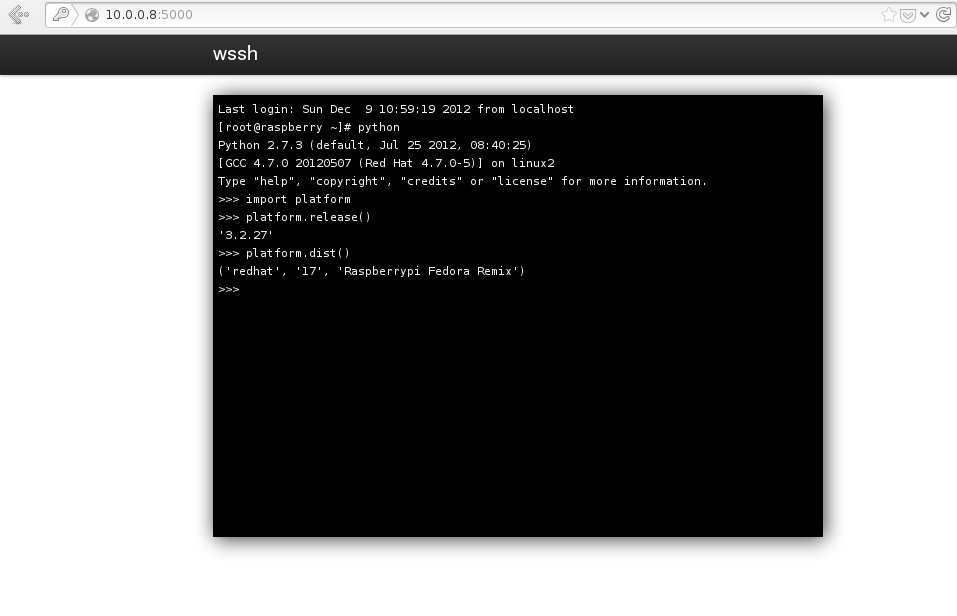 10.0.0.8:5000
wssh
Last login: Sun Dec  9 10:59:19 2012 from localhost
[root@raspberry ~]# python
Python 2.7.3 (default, Jul 25 2012, 08:40:25)
[GCC 4.7.0 20120507 (Red Hat 4.7.0-5)] on linux2
Type "help", "copyright", "credits" or "license" for more information.
>>> import platform
>>> platform.release()
'3.2.27'
>>> platform.dist()
('redhat', '17', 'Raspberrypi Fedora Remix')
>>>